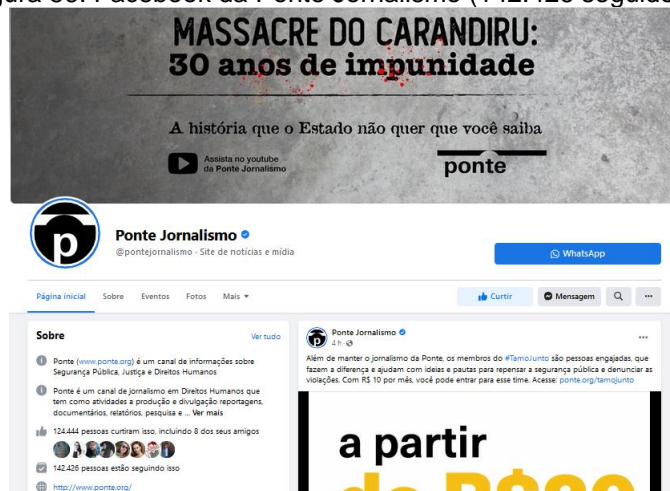 Facebook da Ponte Jornalismo (142.426
MASSACRE DO CARANDIRU:
30 anos de impunidade
A história que o Estado não quer que você saiba
Assista no youtube
da Ponte Jornalismo
ponte
p
Ponte Jornalismo
@pontejornalismo · Site de notícias e mídia
WhatsApp
Página inicial Sobre Eventos Fotos Mais
Curtir Mensagem
Sobre
Ver tudo
Ponte (www.ponte.org) é um canal de informações sobre
Segurança Pública, Justiça e Direitos Humanos
Ponte é um canal de jornalismo em Direitos Humanos que
tem como atividades a produção e divulgação reportagens,
documentários, relatórios, pesquisa e ... Ver mais
124.444 pessoas curtiram isso, incluindo 8 dos seus amigos
142.426 pessoas estão seguindo isso
http://www.ponte.org/
Ponte Jornalismo
4 h ·
Além de manter o jornalismo da Ponte, os membros do #TamoJunto são pessoas engajadas, que
fazem a diferença e ajudam com ideias e pautas para repensar a segurança pública e denunciar as
violações. Com R$ 10 por mês, você pode entrar para esse time. Acesse: ponte.org/tamojunto
a partir